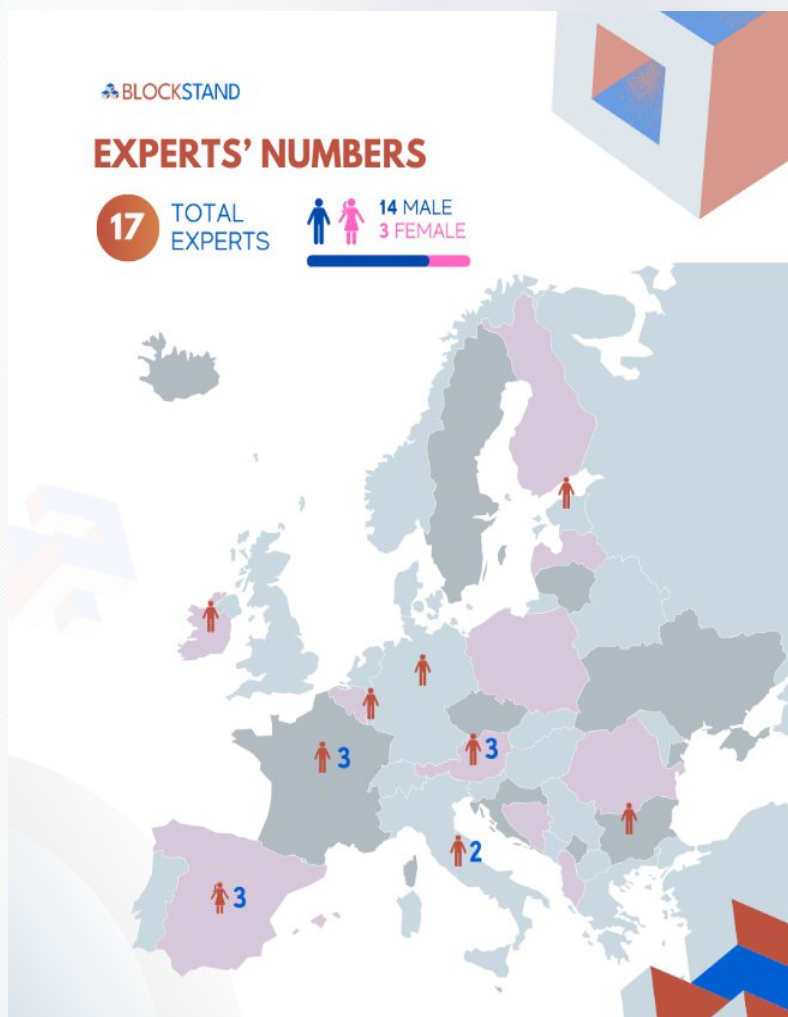 BLOCKSTAND
EXPERTS’ NUMBERS
17
TOTAL
EXPERTS
14 MALE
3 FEMALE
3
3
2
3